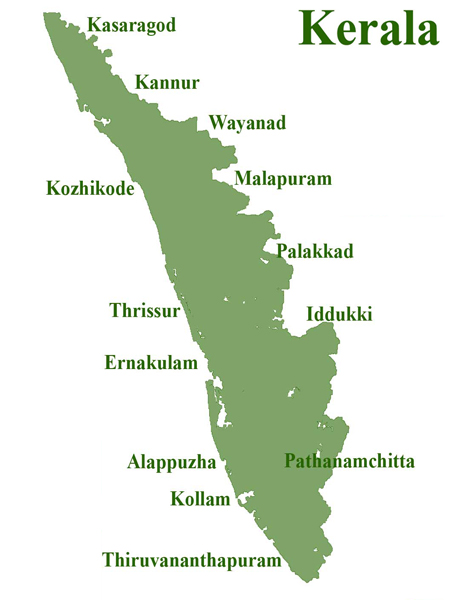 Kerala
Kasaragod
Kannur
Wayanad
Malapuram
Kozhikode
Palakkad
Thrissur
Iddukki
Ernakulam
Alappuzha
Pathanamchitta
Kollam
Thiruvananthapuram